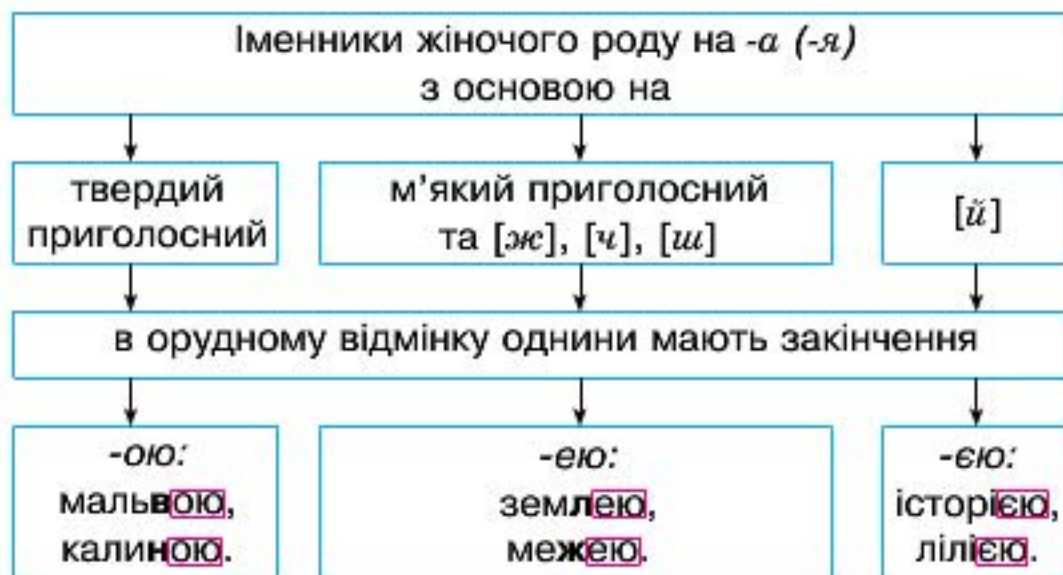 Іменники жіночого роду на -а (-я)
з основою на
твердий
приголосний
м’який приголосний
та [ж], [ч], [ш]
[й]
в орудному відмінку однини мають закінчення
-ою:
мальвою,
калиною.
-ею:
землею,
межею.
-єю:
історією,
лілією.